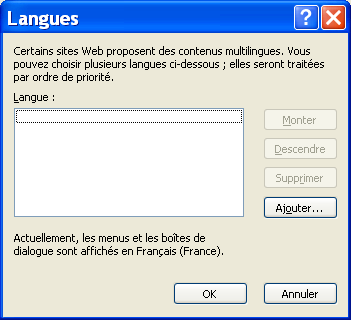 Langues
Certains sites Web proposent des contenus multilingues. Vous
pouvez choisir plusieurs langues ci-dessous ; elles seront traitées
par ordre de priorité.
Langue :
Monter
Descendre
Supprimer
Ajouter...
Actuellement, les menus et les boîtes de
dialogue sont affichés en Français (France).
OK
Annuler